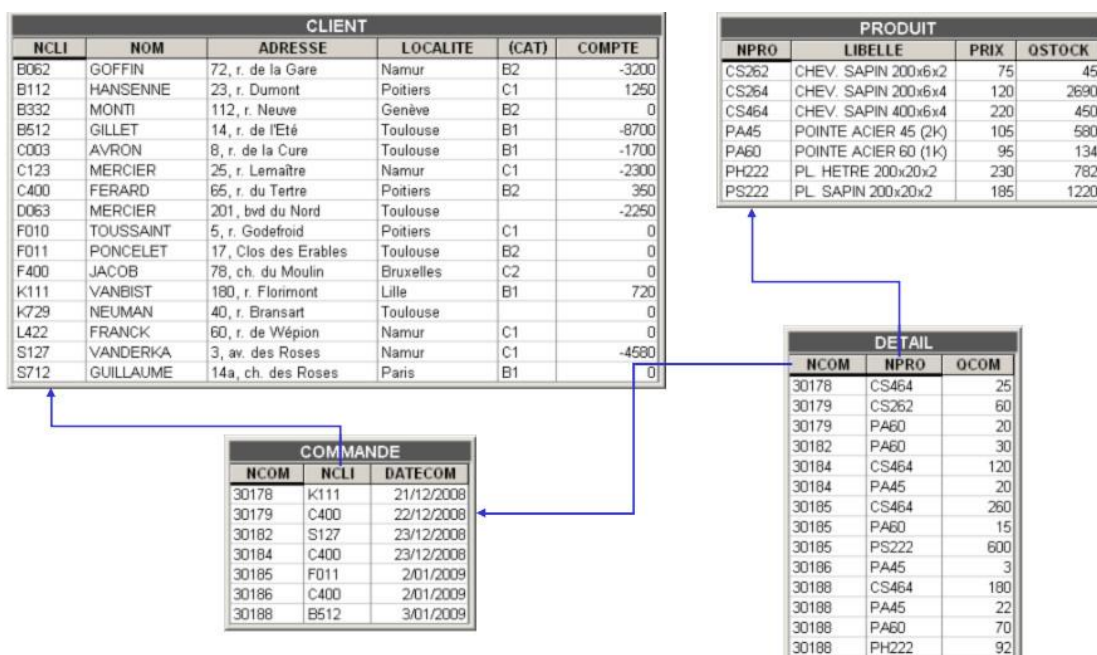 CLIENT
NCLI NOM ADRESSE LOCALITE (CAT) COMPTE
B062 GOFFIN 72, r. de la Gare Namur B2 -3200
B112 HANSENNE 23, r. Dumont Poitiers C1 1250
B332 MONTI 112, r. Neuve Genève B2 0
B512 GILLET 14, r. de l'Eté Toulouse B1 -8700
C003 AVRON 8, r. de la Cure Toulouse B1 -1700
C123 MERCIER 25, r. Lemaître Namur C1 -2300
C400 FERARD 65, r. du Tertre Poitiers B2 350
D063 MERCIER 201, bvd du Nord Toulouse -2250
F010 TOUSSAINT 5, r. Godefroid Poitiers C1 0
F011 PONCELET 17, Clos des Erables Toulouse B2 0
F400 JACOB 78, ch. du Moulin Bruxelles C2 0
K111 VANBIST 180, r. Florimont Lille B1 720
K729 NEUMAN 40, r. Bransart Toulouse 0
L422 FRANCK 60, r. de Wépion Namur C1 0
S127 VANDERKA 3, av. des Roses Namur C1 -4580
S712 GUILLAUME 14a, ch. des Roses Paris B1 0
PRODUIT
NPRO LIBELLE PRIX QSTOCK
CS262 CHEV. SAPIN 200x6x2 75 45
CS264 CHEV. SAPIN 200x6x4 120 2690
CS464 CHEV. SAPIN 400x6x4 220 450
PA45 POINTE ACIER 45 (2K) 105 580
PA60 POINTE ACIER 60 (1K) 95 134
PH222 PL. HETRE 200x20x2 230 782
PS222 PL. SAPIN 200x20x2 185 1220
COMMANDE
NCOM NCLI DATECOM
30178 K111 21/12/2008
30179 C400 22/12/2008
30182 S127 23/12/2008
30184 C400 23/12/2008
30185 F011 2/01/2009
30186 C400 2/01/2009
30188 B512 3/01/2009
DETAIL
NCOM NPRO QCOM
30178 CS464 25
30179 CS262 60
30179 PA60 20
30182 PA60 30
30184 CS464 120
30184 PA45 20
30185 CS464 260
30185 PA60 15
30185 PS222 600
30186 PA45 3
30188 CS464 180
30188 PA45 22
30188 PA60 70
30188 PH222 92